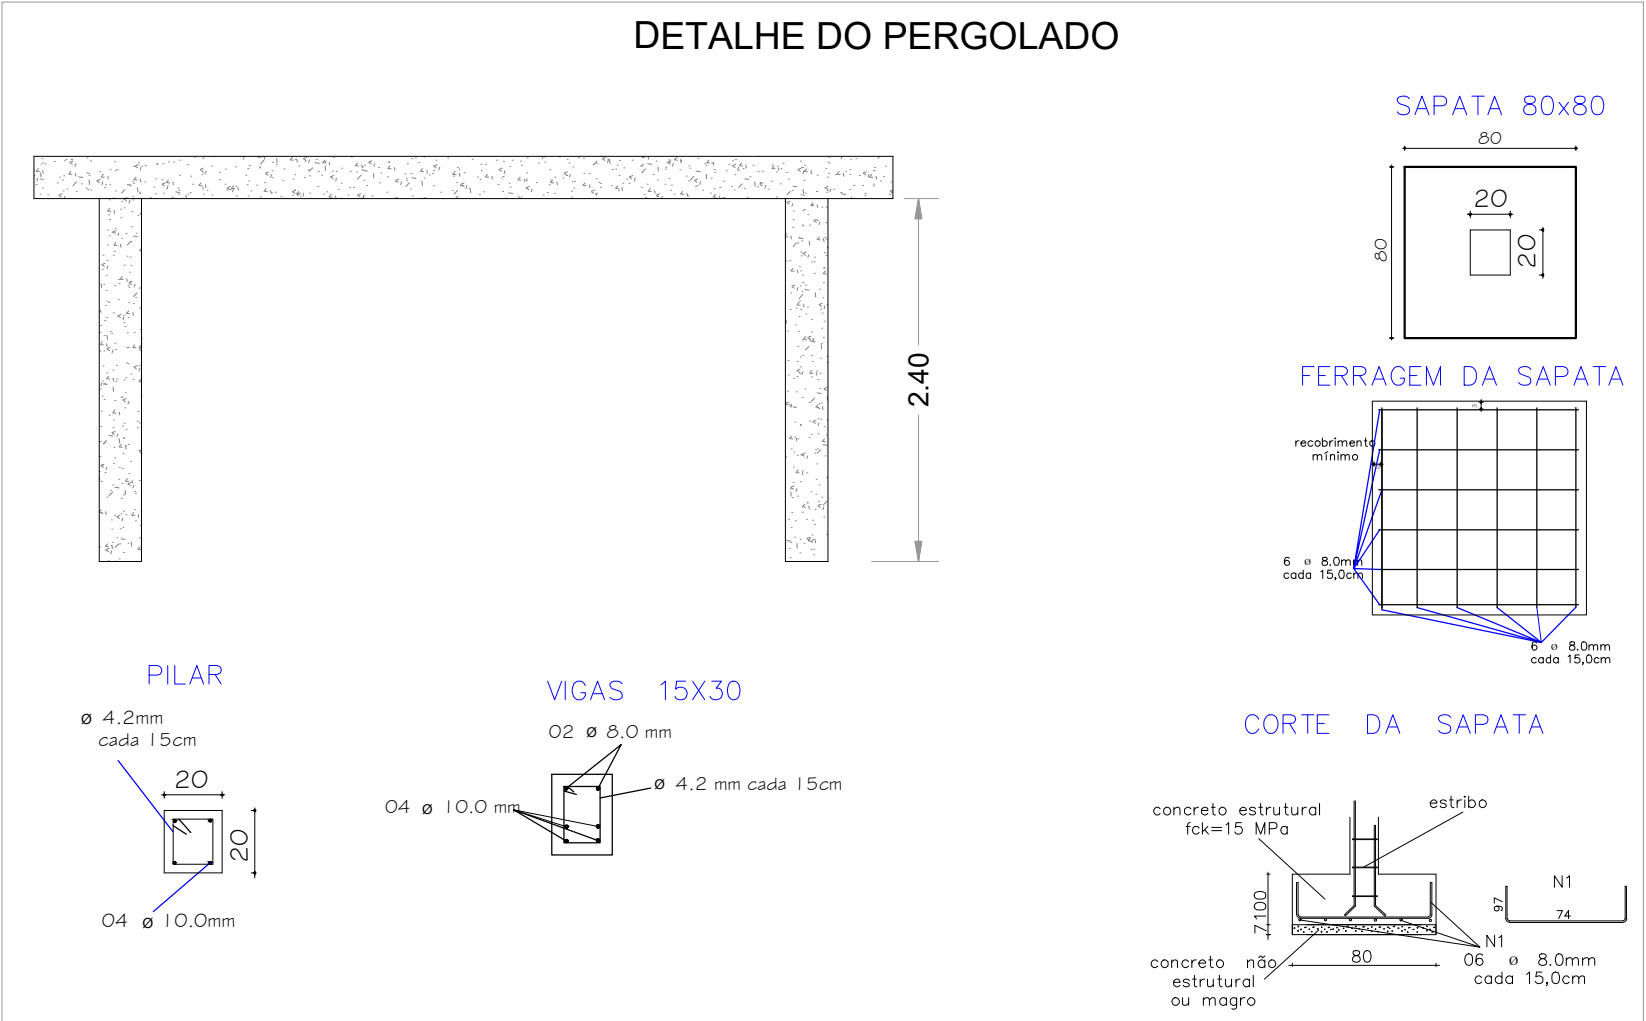 DETALHE DO PERGOLADO
2.40
SAPATA 80x80
80
80
20
20
FERRAGEM DA SAPATA
3
recobrimento
mínimo
6 ø 8.0mm
cada 15,0cm
6 ø 8.0mm
cada 15,0cm
PILAR
ø 4.2mm
cada 15cm
20
20
04 ø 10.0mm
VIGAS 15X30
02 ø 8.0 mm
ø 4.2 mm cada 15cm
04 ø 10.0 mm
CORTE DA SAPATA
concreto estrutural
fck=15 MPa
estribo
7
100
80
concreto não
estrutural
ou magro
N1
97
74
N1
06 ø 8.0mm
cada 15,0cm